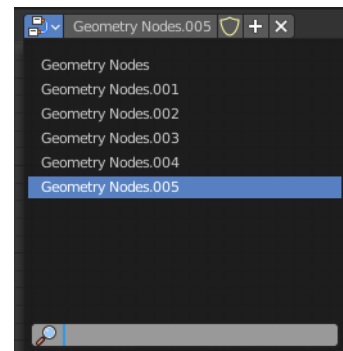 Geometry Nodes.005
Geometry Nodes
Geometry Nodes.001
Geometry Nodes.002
Geometry Nodes.003
Geometry Nodes.004
Geometry Nodes.005